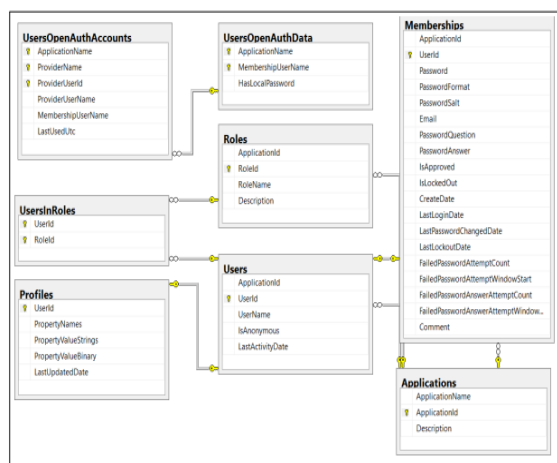 UsersOpenAuthAccounts
ApplicationName
ProviderName
ProviderUserId
ProviderUserName
MembershipUserName
LastUsedUtc
UsersOpenAuthData
ApplicationName
MembershipUserName
HasLocalPassword
Memberships
ApplicationId
UserId
Password
PasswordFormat
PasswordSalt
Email
PasswordQuestion
PasswordAnswer
IsApproved
IsLockedOut
CreateDate
LastLoginDate
LastPasswordChangedDate
LastLockoutDate
FailedPasswordAttemptCount
FailedPasswordAttemptWindowStart
FailedPasswordAnswerAttemptCount
FailedPasswordAnswerAttemptWindow...
Comment
Roles
ApplicationId
RoleId
RoleName
Description
UsersInRoles
UserId
RoleId
Users
ApplicationId
UserId
UserName
IsAnonymous
LastActivityDate
Profiles
UserId
PropertyNames
PropertyValueStrings
PropertyValueBinary
LastUpdatedDate
Applications
ApplicationName
ApplicationId
Description